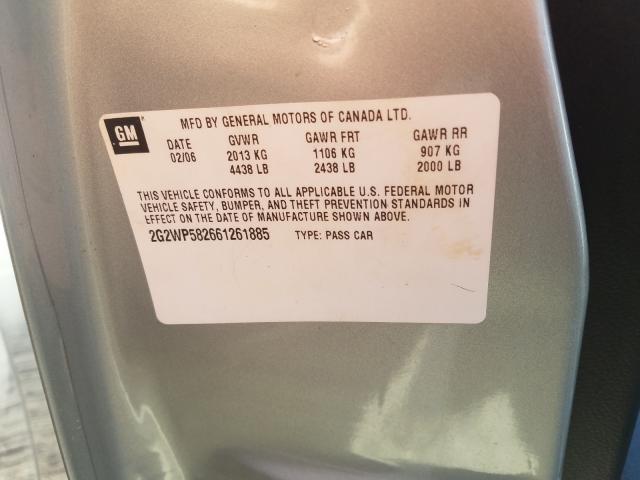 GM
MFD BY GENERAL MOTORS OF CANADA LTD.
DATE GVWR GAWR FRT GAWR RR
02/06 2013 KG 1106 KG 907 KG
4438 LB 2438 LB 2000 LB
THIS VEHICLE CONFORMS TO ALL APPLICABLE U.S. FEDERAL MOTOR
VEHICLE SAFETY, BUMPER, AND THEFT PREVENTION STANDARDS IN
EFFECT ON THE DATE OF MANUFACTURE SHOWN ABOVE.
2G2WP582661261885 TYPE: PASS CAR